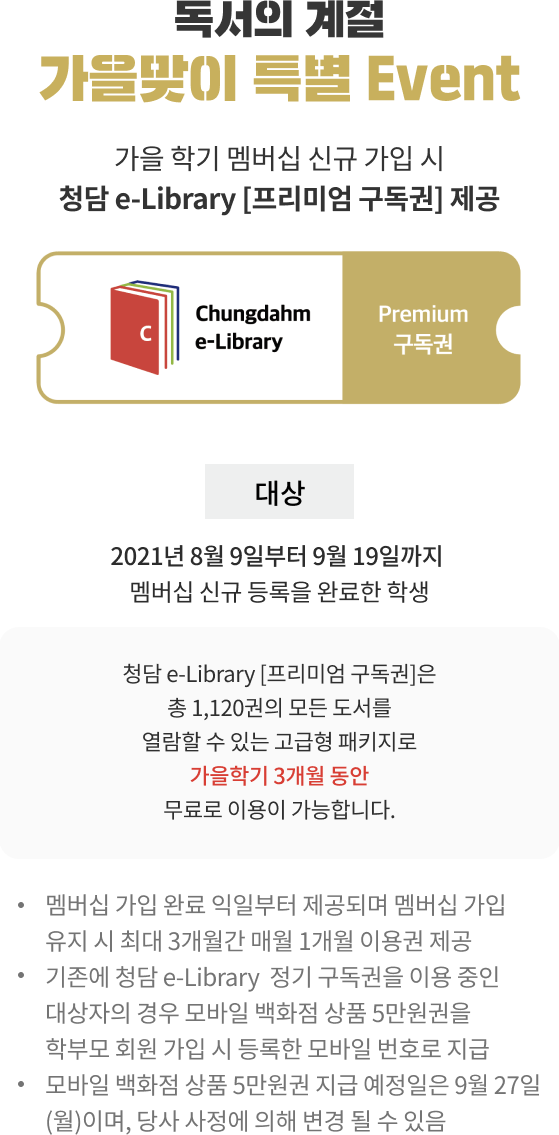 독서의 계절
가을맞이 특별 Event
가을 학기 멤버십 신규 가입 시
청담 e-Library [프리미엄 구독권] 제공
C
Chungdahm
e-Library
Premium
구독권
대상
2021년 8월 9일부터 9월 19일까지
멤버십 신규 등록을 완료한 학생
청담 e-Library [프리미엄 구독권]은
총 1,120권의 모든 도서를
열람할 수 있는 고급형 패키지로
가을학기 3개월 동안
무료로 이용이 가능합니다.
• 멤버십 가입 완료 익일부터 제공되며 멤버십 가입
유지 시 최대 3개월간 매월 1개월 이용권 제공
• 기존에 청담 e-Library 정기 구독권을 이용 중인
대상자의 경우 모바일 백화점 상품 5만원권을
학부모 회원 가입 시 등록한 모바일 번호로 지급
• 모바일 백화점 상품 5만원권 지급 예정일은 9월 27일
(월)이며, 당사 사정에 의해 변경 될 수 있음